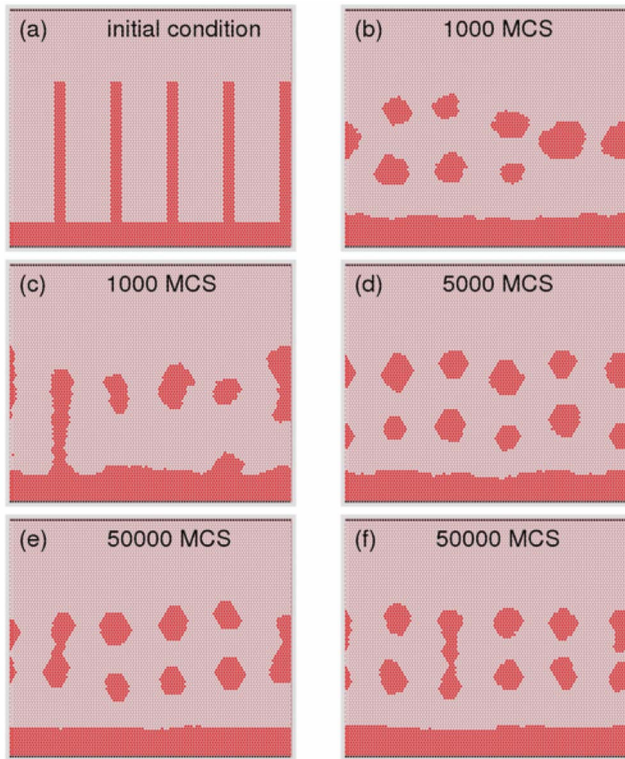 (a) initial condition
(b) 1000 MCS
(c) 1000 MCS
(d) 5000 MCS
(e) 50000 MCS
(f) 50000 MCS